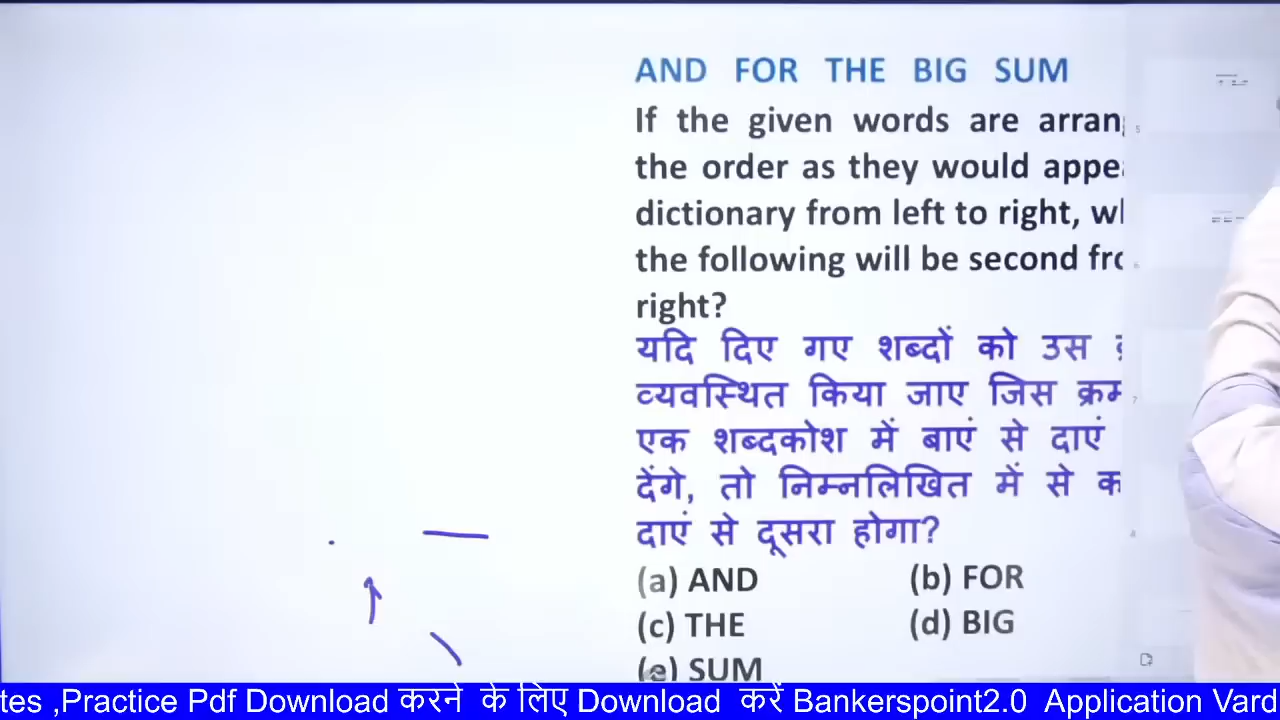 AND FOR THE BIG SUM
If the given words are arran
the order as they would appe
dictionary from left to right, w
the following will be second fr
right?
यदि दिए गए शब्दों को उस
व्यवस्थित किया जाए जिस क्रम
एक शब्दकोश में बाएं से दाएं
देंगे, तो निम्नलिखित में से क
दाएं से दूसरा होगा?
(a) AND (b) FOR
(c) THE (d) BIG
(e) SUM
tes ,Practice Pdf Download करने के लिए Download करें Bankerspoint2.0 Application Vard